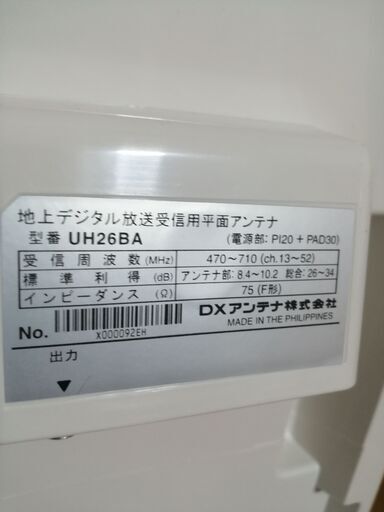 地上デジタル放送受信用平面アンテナ
型番 UH26BA (電源部: PI20 + PAD30)
受信周波数(MHz) 470~710 (ch.13~52)
標準利得(dB) アンテナ部: 8.4~10.2 総合: 26~34
インピーダンス(Ω) 75 (F形)
DXアンテナ株式会社
MADE IN THE PHILIPPINES
No. X000092EH
出力